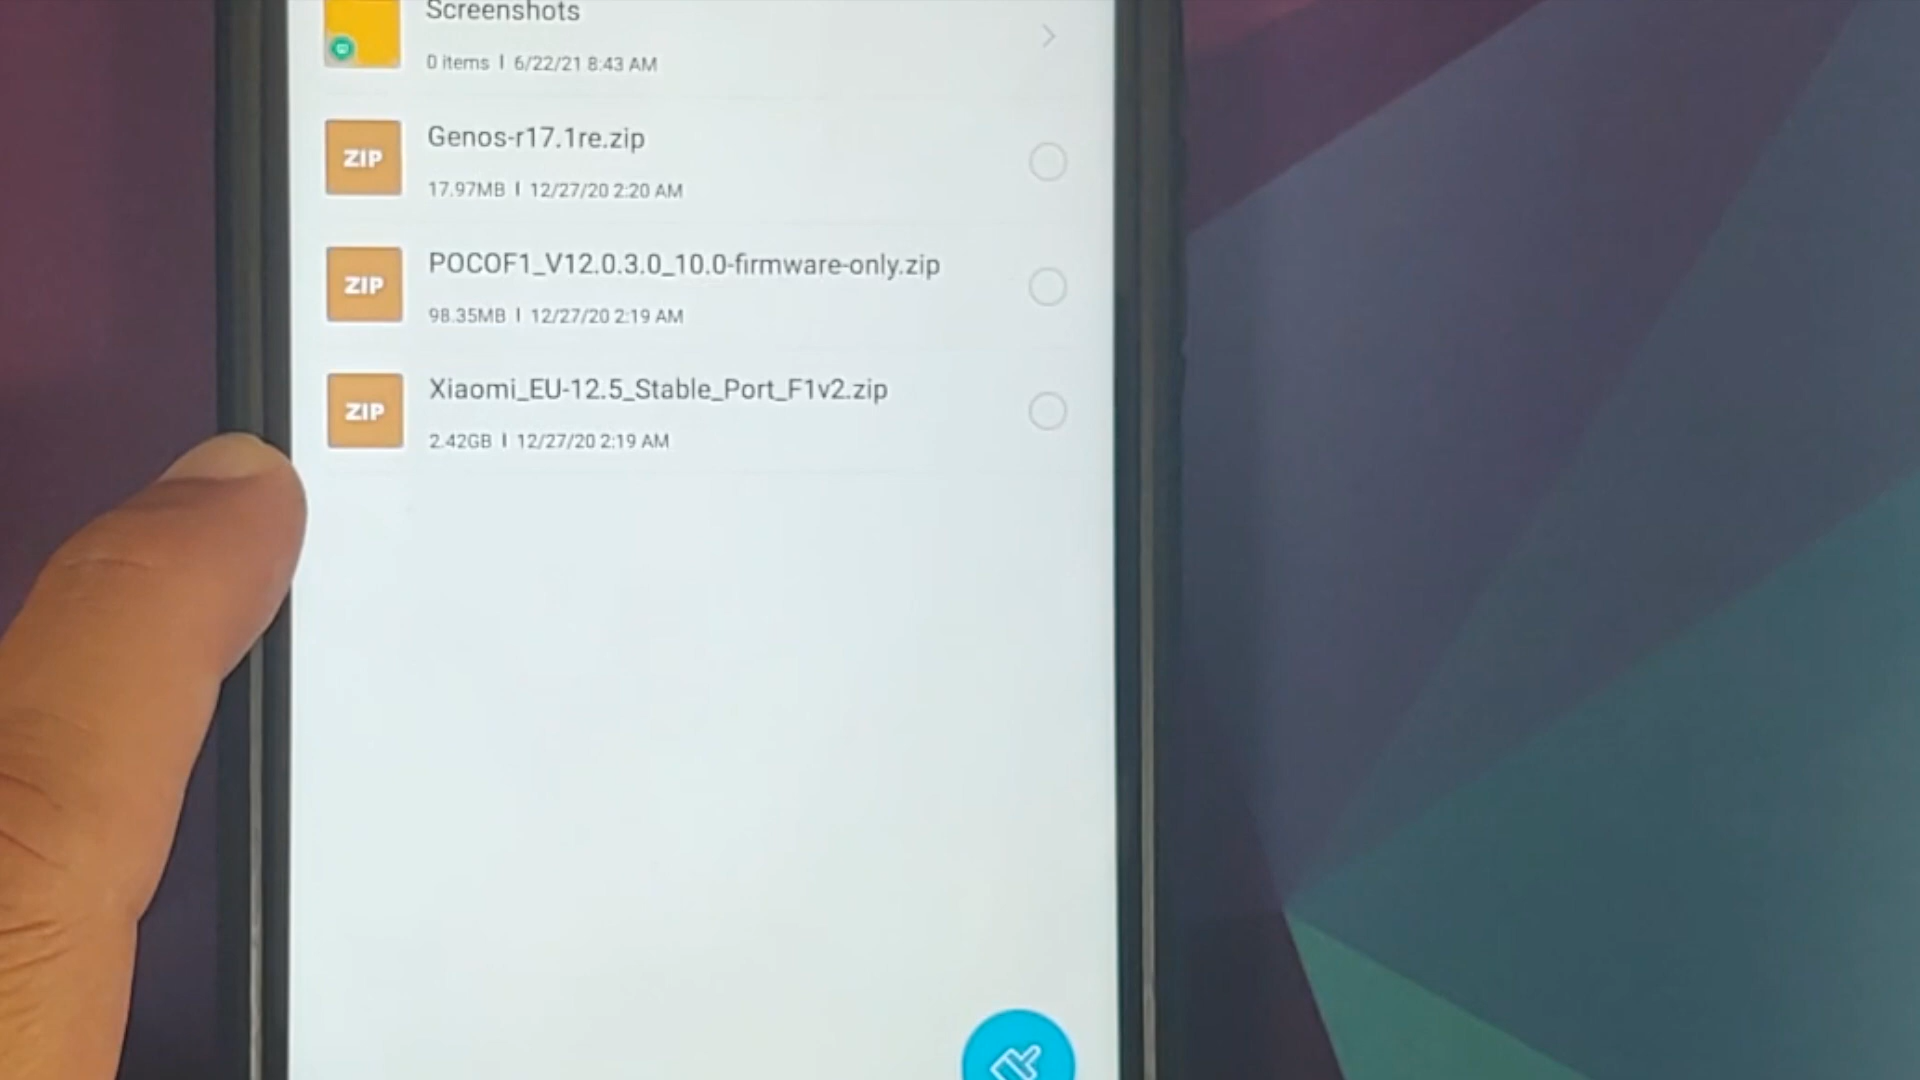 Screenshots
0 items | 6/22/21 8:43 AM
ZIP
Genos-r17.1re.zip
17.97MB | 12/27/20 2:20 AM
ZIP
POCOF1_V12.0.3.0_10.0-firmware-only.zip
98.35MB | 12/27/20 2:19 AM
ZIP
Xiaomi_EU-12.5_Stable_Port_F1v2.zip
2.42GB | 12/27/20 2:19 AM